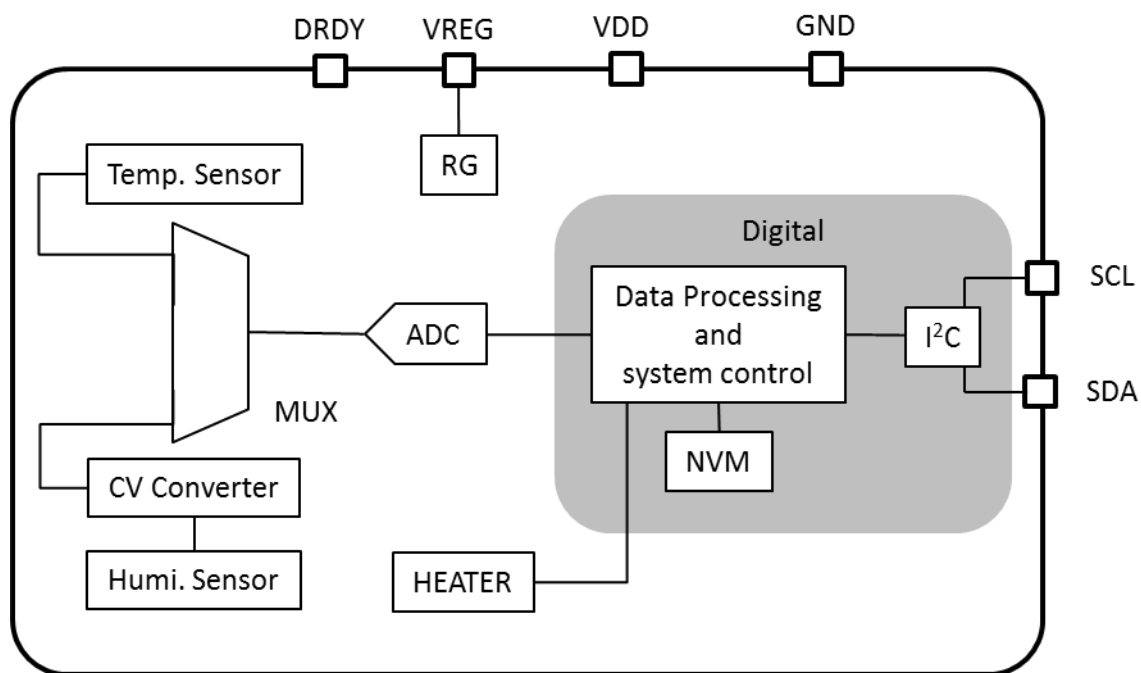 DRDY
VREG
VDD
GND
RG
Temp. Sensor
Digital
SCL
Data Processing
and
system control
ADC
I²C
SDA
MUX
NVM
CV Converter
Humi. Sensor
HEATER